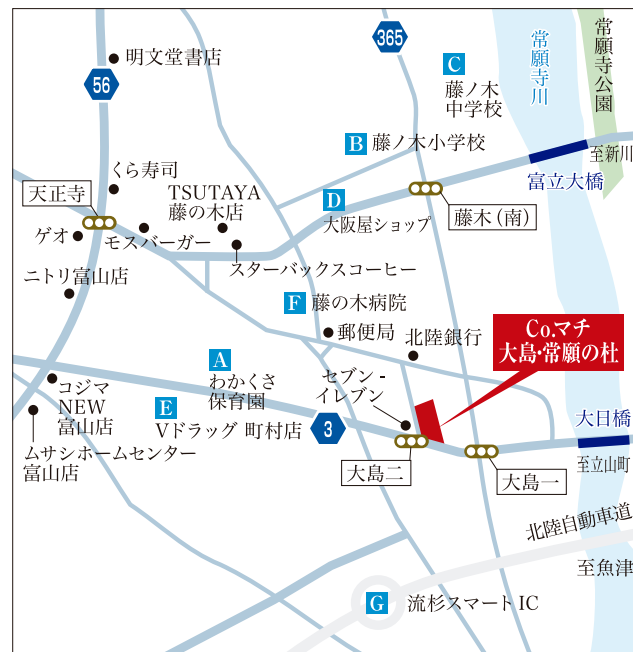 365
C
藤ノ木
中学校
常願寺川
常願寺公園
明文堂書店
56
B 藤ノ木小学校
至新川
富立大橋
くら寿司
天正寺
TSUTAYA
藤の木店
D
大阪屋ショップ
藤木(南)
ゲオ
モスバーガー
スターバックスコーヒー
ニトリ富山店
F 藤の木病院
郵便局
北陸銀行
Co.マチ
大島・常願の杜
A
わかくさ
保育園
セブン-
イレブン
コジマ
NEW
富山店
E
Vドラッグ 町村店
3
大日橋
ムサシホームセンター
富山店
大島二
大島一
至立山町
北陸自動車道
至魚津
G 流杉スマートIC